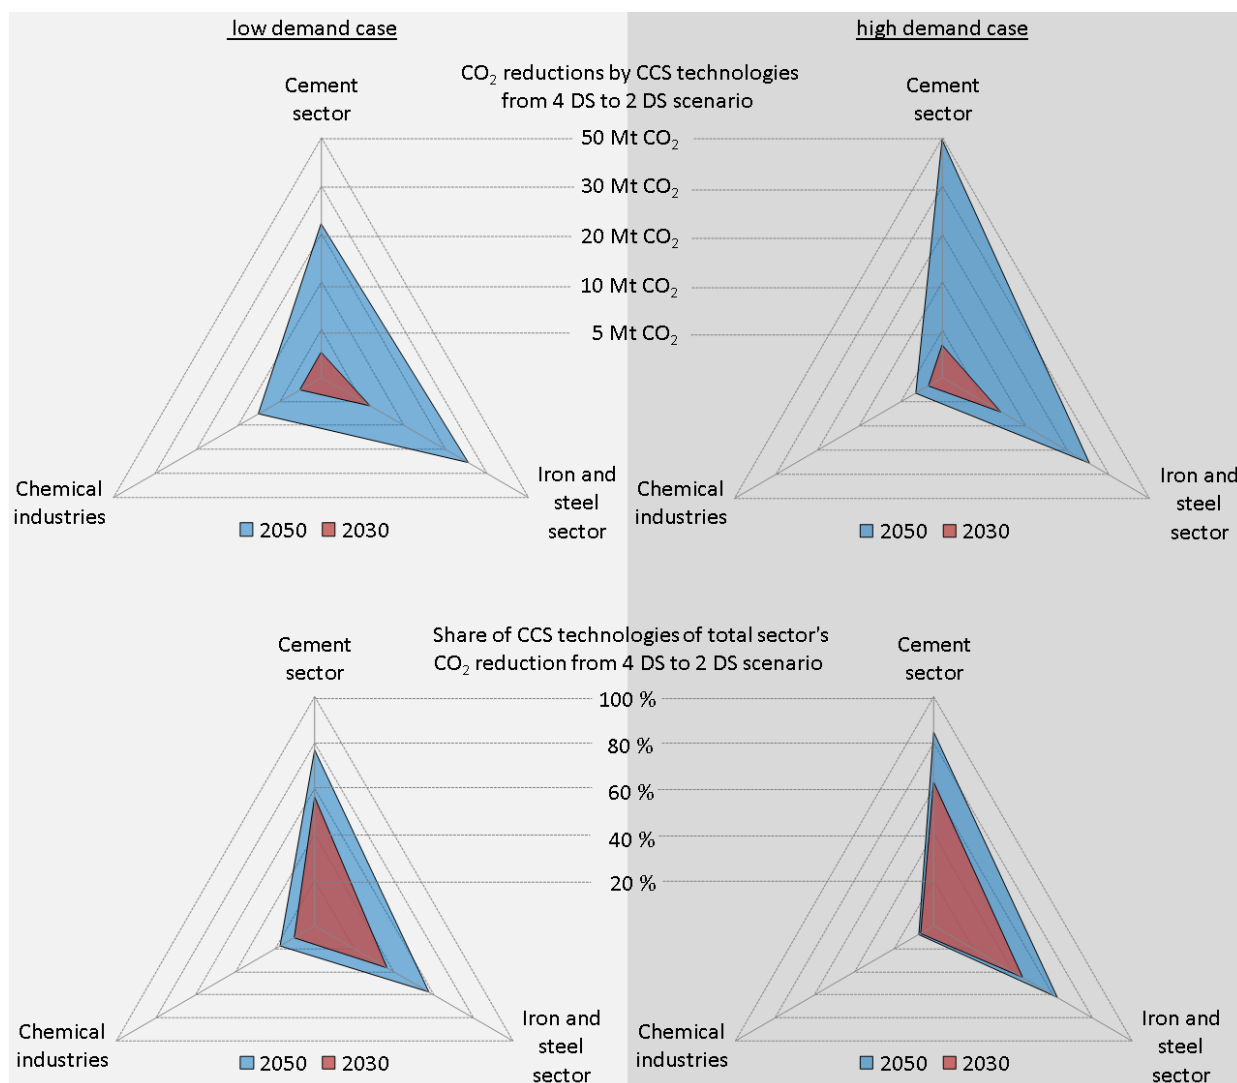 low demand case
high demand case
CO₂ reductions by CCS technologies
from 4 DS to 2 DS scenario
Cement
sector
Cement
sector
50 Mt CO₂
30 Mt CO₂
20 Mt CO₂
10 Mt CO₂
5 Mt CO₂
Chemical
industries
Iron and
steel
sector
Chemical
industries
Iron and
steel
sector
2050 2030
2050 2030
Share of CCS technologies of total sector's
CO₂ reduction from 4 DS to 2 DS scenario
Cement
sector
Cement
sector
100 %
80 %
60 %
40 %
20 %
Chemical
industries
Iron and
steel
sector
Chemical
industries
Iron and
steel
sector
2050 2030
2050 2030